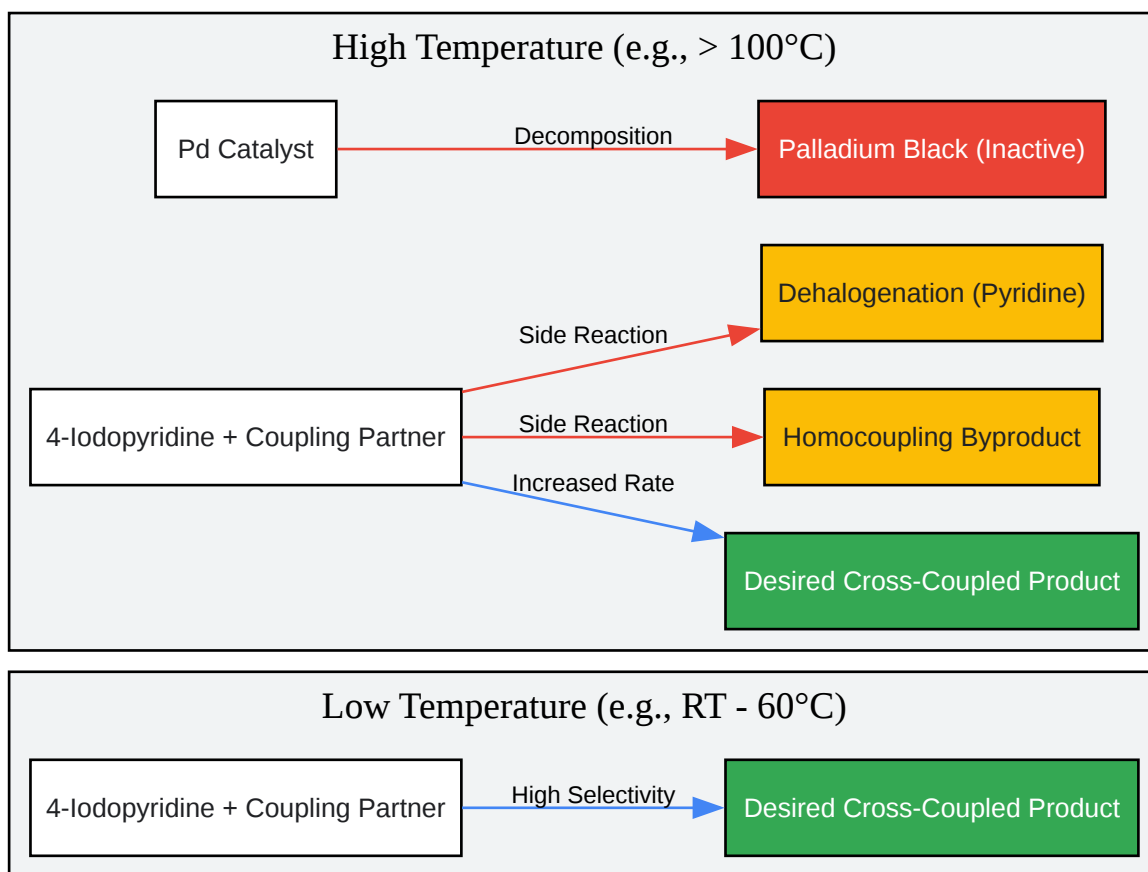 High Temperature (e.g., > 100°C)
Pd Catalyst
Decomposition
Palladium Black (Inactive)
Dehalogenation (Pyridine)
Side Reaction
4-Iodopyridine + Coupling Partner
Side Reaction
Homocoupling Byproduct
Increased Rate
Desired Cross-Coupled Product
Low Temperature (e.g., RT - 60°C)
4-Iodopyridine + Coupling Partner
High Selectivity
Desired Cross-Coupled Product